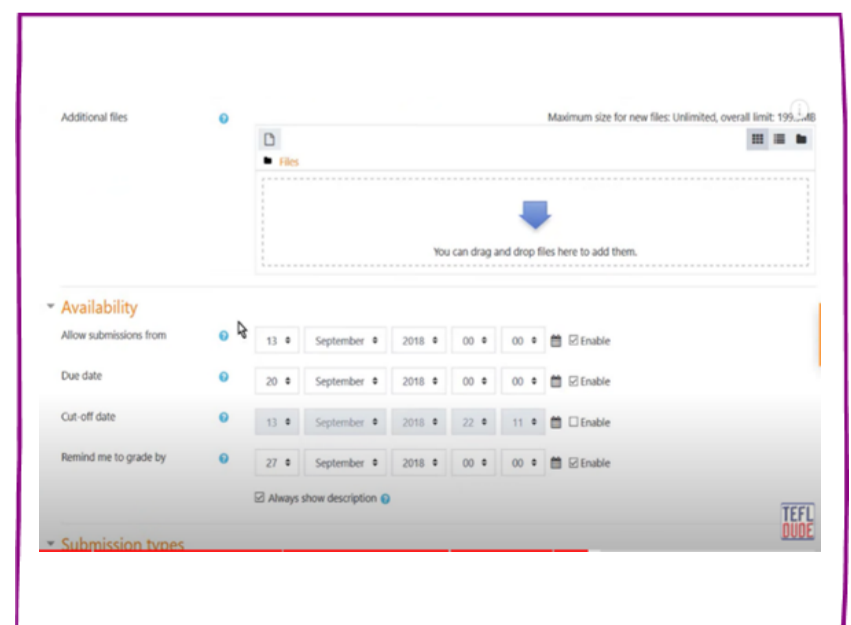 Additional files Maximum size for new files: Unlimited, overall limit: 199. MB
Files
You can drag and drop files here to add them.
Availability
Allow submissions from 13 September 2018 00 00 Enable
Due date 20 September 2018 00 00 Enable
Cut-off date 13 September 2018 22 11 Enable
Remind me to grade by 27 September 2018 00 00 Enable
Always show description
TEFL
DUDE
Submission types